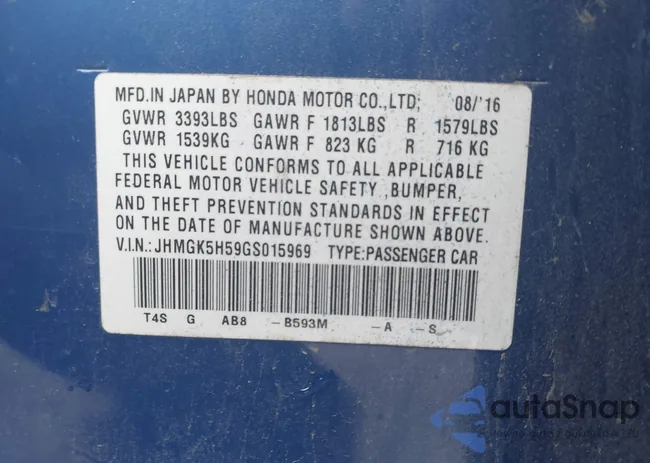 MFD.IN JAPAN BY HONDA MOTOR CO.,LTD; 08/'16
GVWR 3393LBS GAWR F 1813LBS R 1579LBS
GVWR 1539KG GAWR F 823 KG R 716 KG
THIS VEHICLE CONFORMS TO ALL APPLICABLE
FEDERAL MOTOR VEHICLE SAFETY ,BUMPER,
AND THEFT PREVENTION STANDARDS IN EFFECT
ON THE DATE OF MANUFACTURE SHOWN ABOVE.
V.I.N.:JHMGK5H59GS015969 TYPE:PASSENGER CAR
T4S G AB8 -B593M -A -S
autoSnap